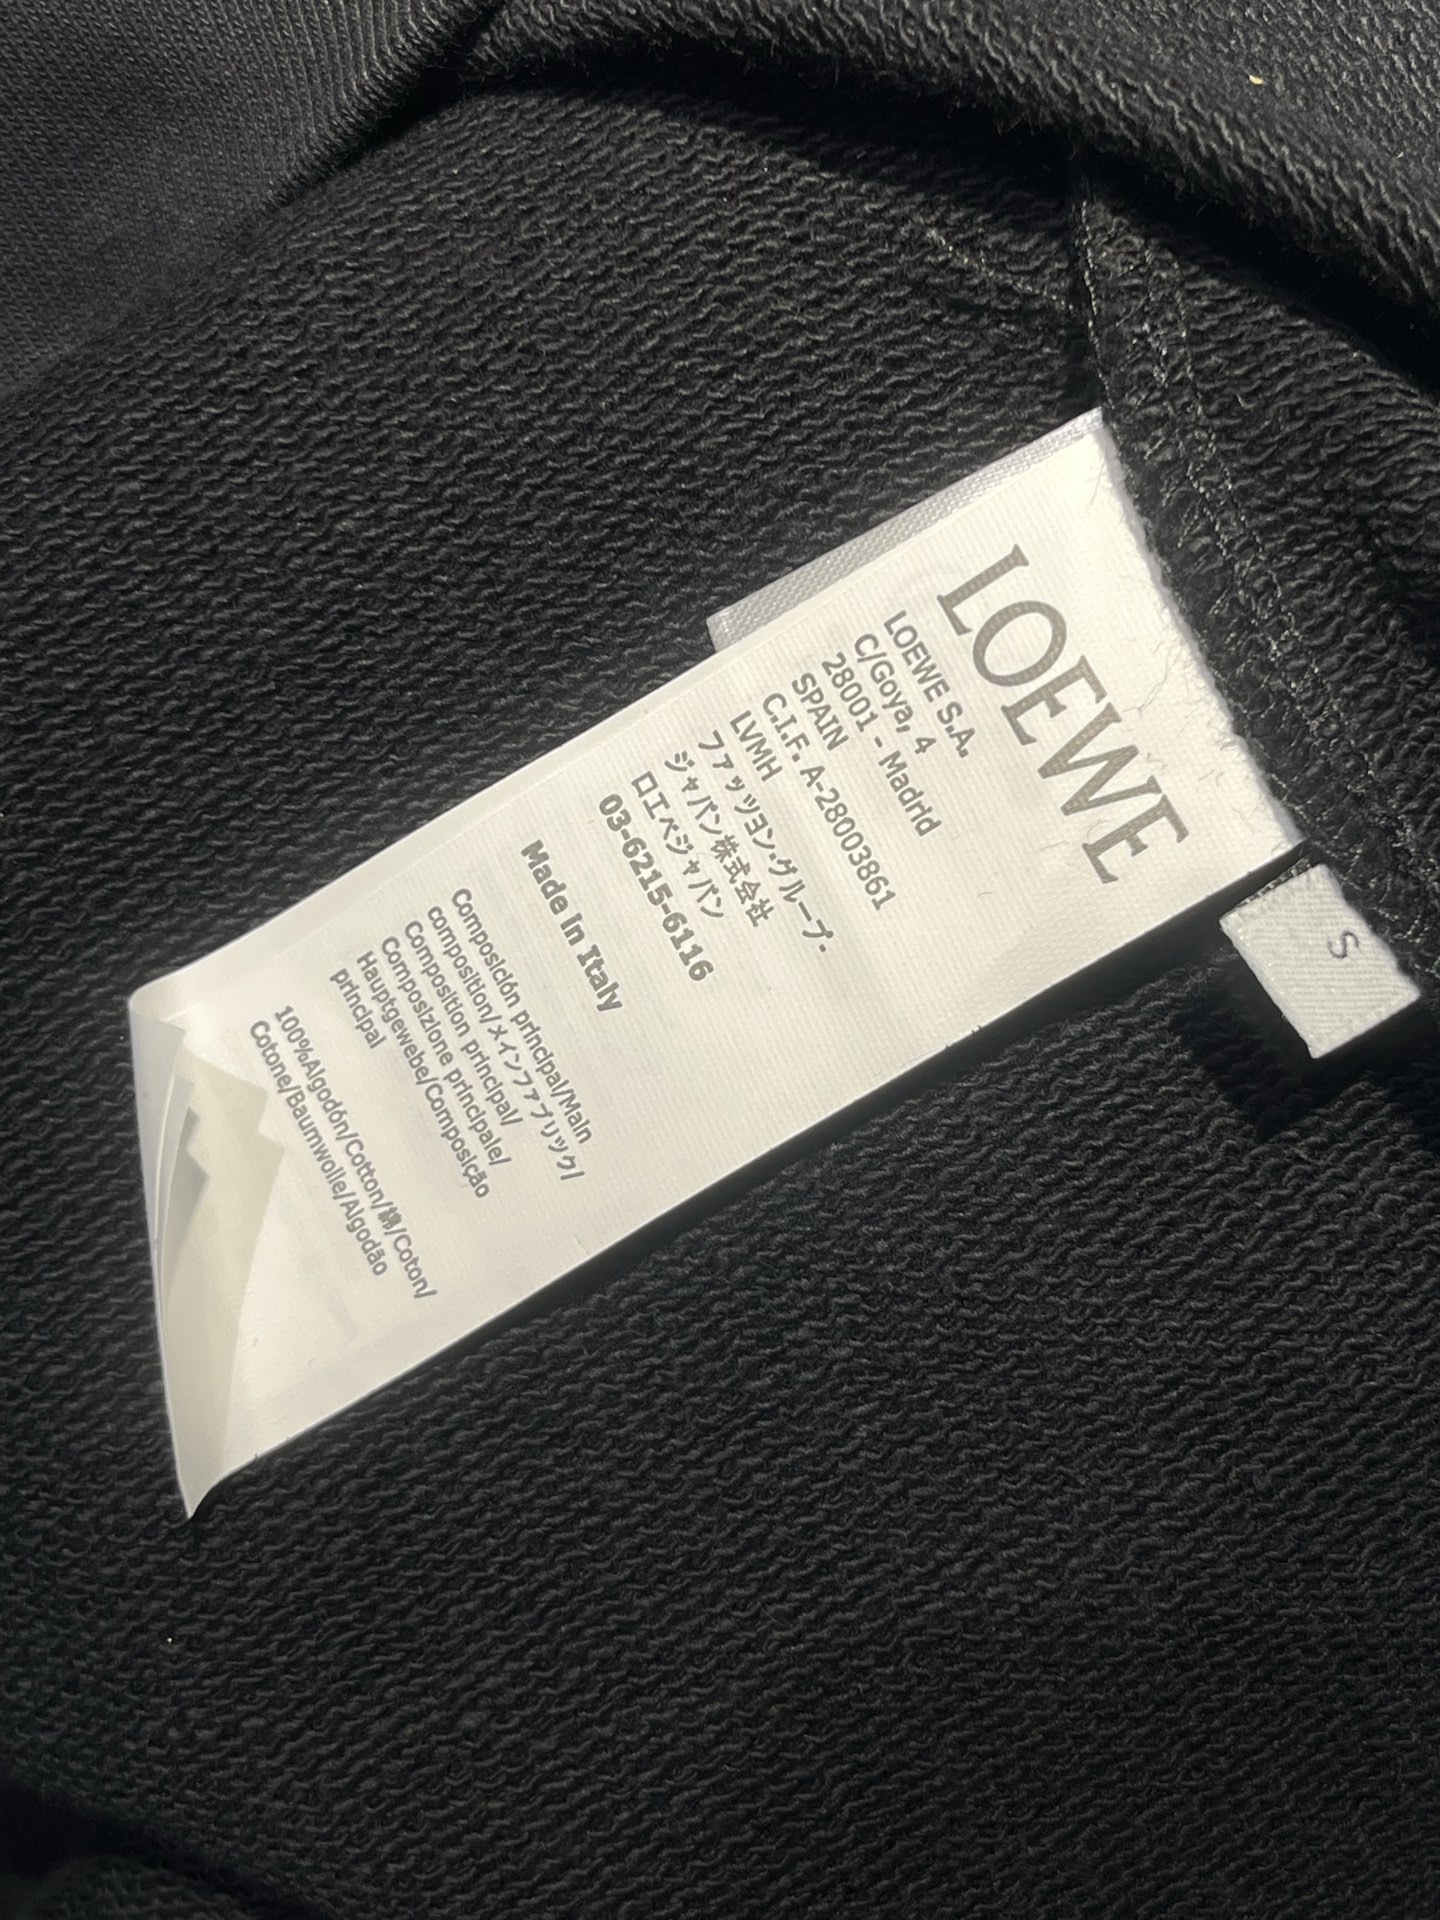 LOEWE
LOEWE S.A.
C/Goya, 4
28001 - Madrid
SPAIN
C.I.F. A-28003861
LVMH
ファッツョン·グループ·
ジャパン株式会社
ロエベジャパン
03-6215-6116
Made In Italy
Composición principal/Main
composition/メインファブリック/
Composition principal/
Composizione principale/
Hauptgewebe/Composição
principal
100%Algodón/Cotton/綿/Coton/
Cotone/Baumwolle/Algodão
S